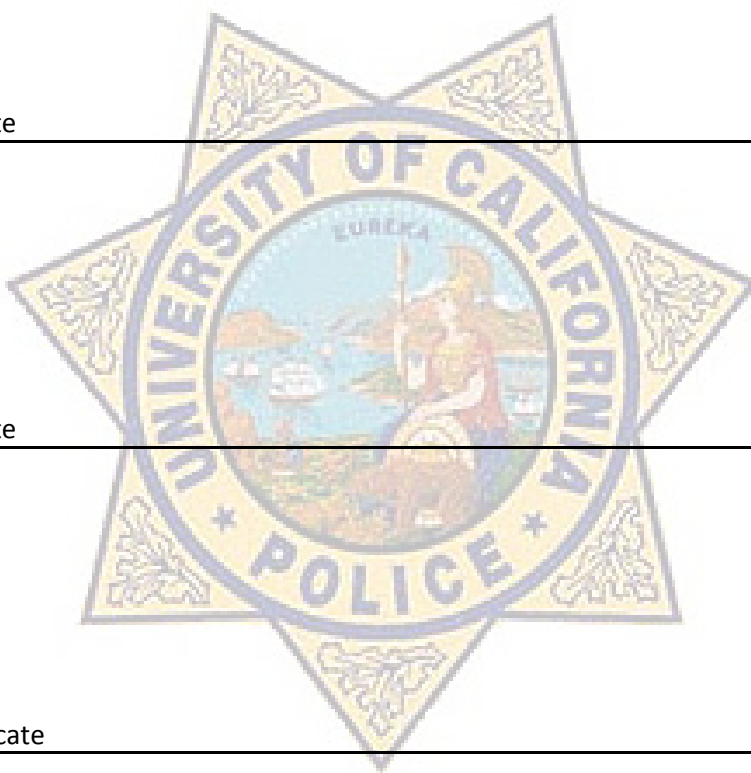 te
UNIVERSITY OF CALIFORNIA
EUREKA
te
POLICE
cate